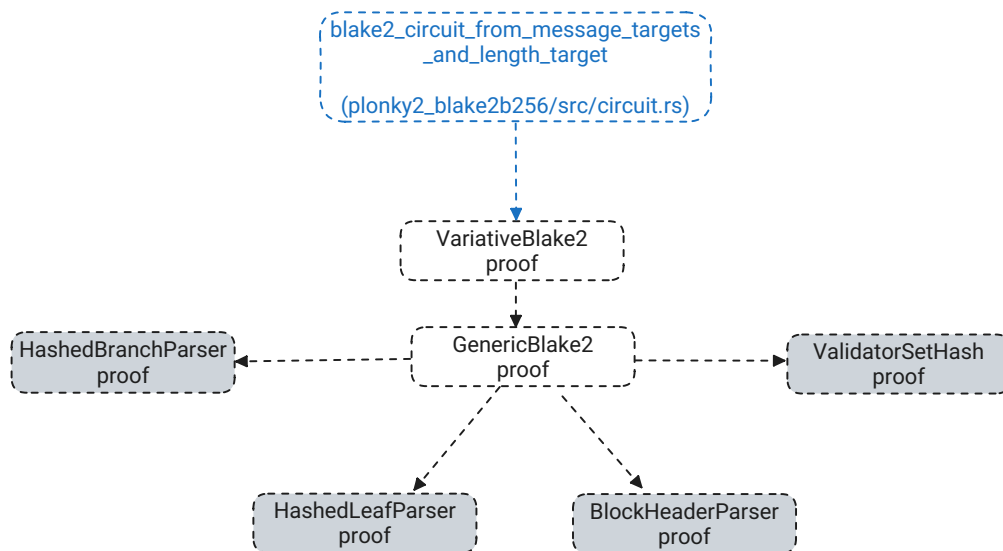 blake2_circuit_from_message_targets
_and_length_target
(plonky2_blake2b256/src/circuit.rs)
VariativeBlake2
proof
GenericBlake2
proof
HashedBranchParser
proof
ValidatorSetHash
proof
HashedLeafParser
proof
BlockHeaderParser
proof